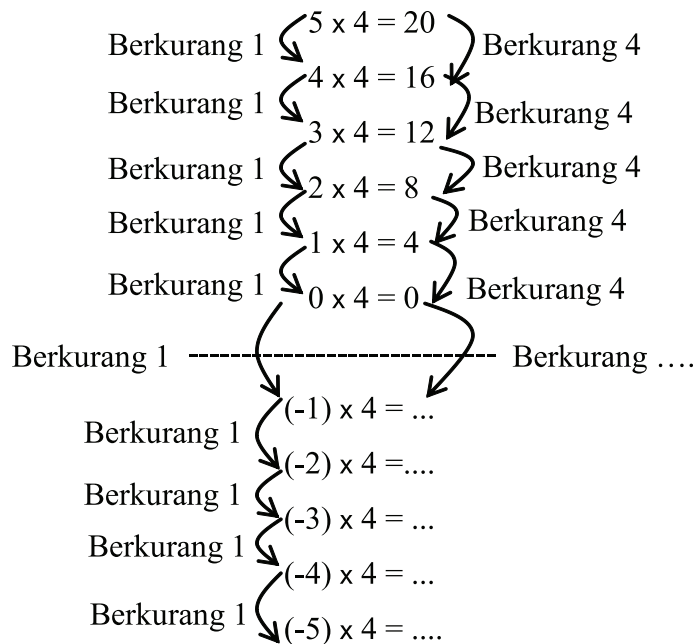 5 x 4 = 20
Berkurang 1
Berkurang 4
4 x 4 = 16
Berkurang 1
Berkurang 4
3 x 4 = 12
Berkurang 1
Berkurang 4
2 x 4 = 8
Berkurang 1
Berkurang 4
1 x 4 = 4
Berkurang 1
Berkurang 4
0 x 4 = 0
Berkurang 1
Berkurang ….
(-1) x 4 = ...
Berkurang 1
(-2) x 4 =....
Berkurang 1
(-3) x 4 = ...
Berkurang 1
(-4) x 4 = ...
Berkurang 1
(-5) x 4 = ....